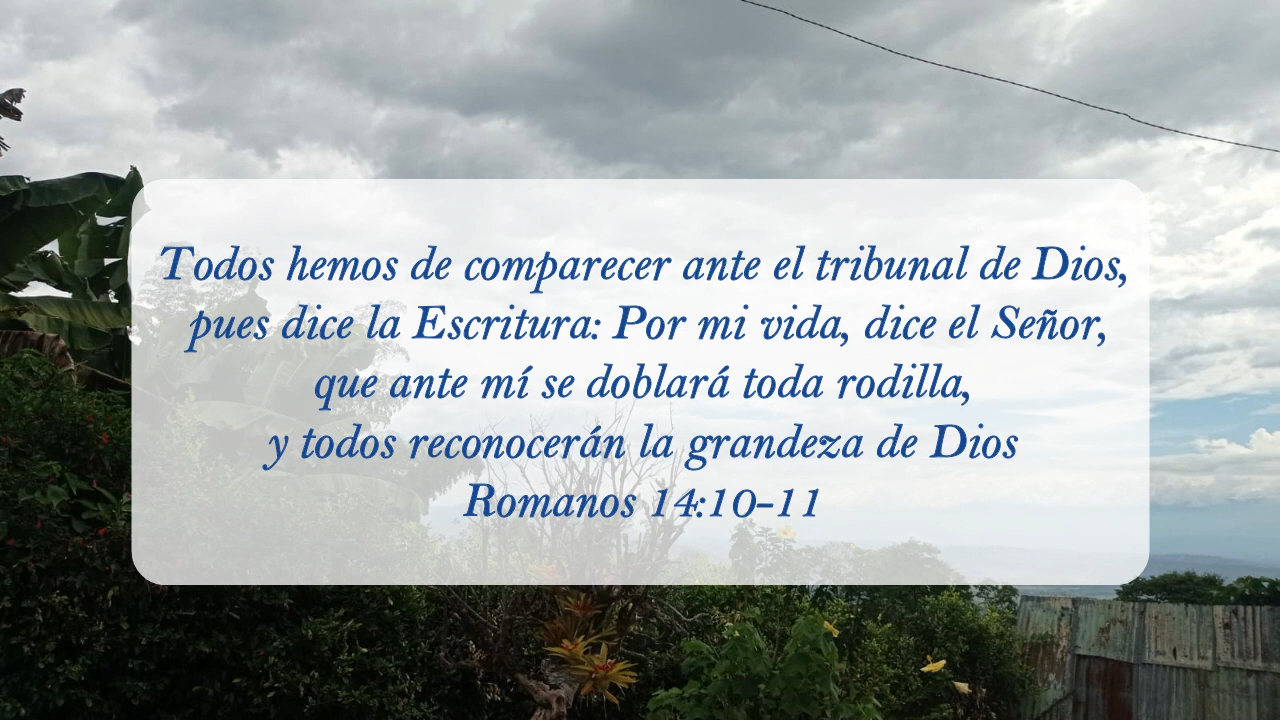 Todos hemos de comparecer ante el tribunal de Dios,
pues dice la Escritura: Por mi vida, dice el Señor,
que ante mí se doblará toda rodilla,
y todos reconocerán la grandeza de Dios
Romanos 14:10-11